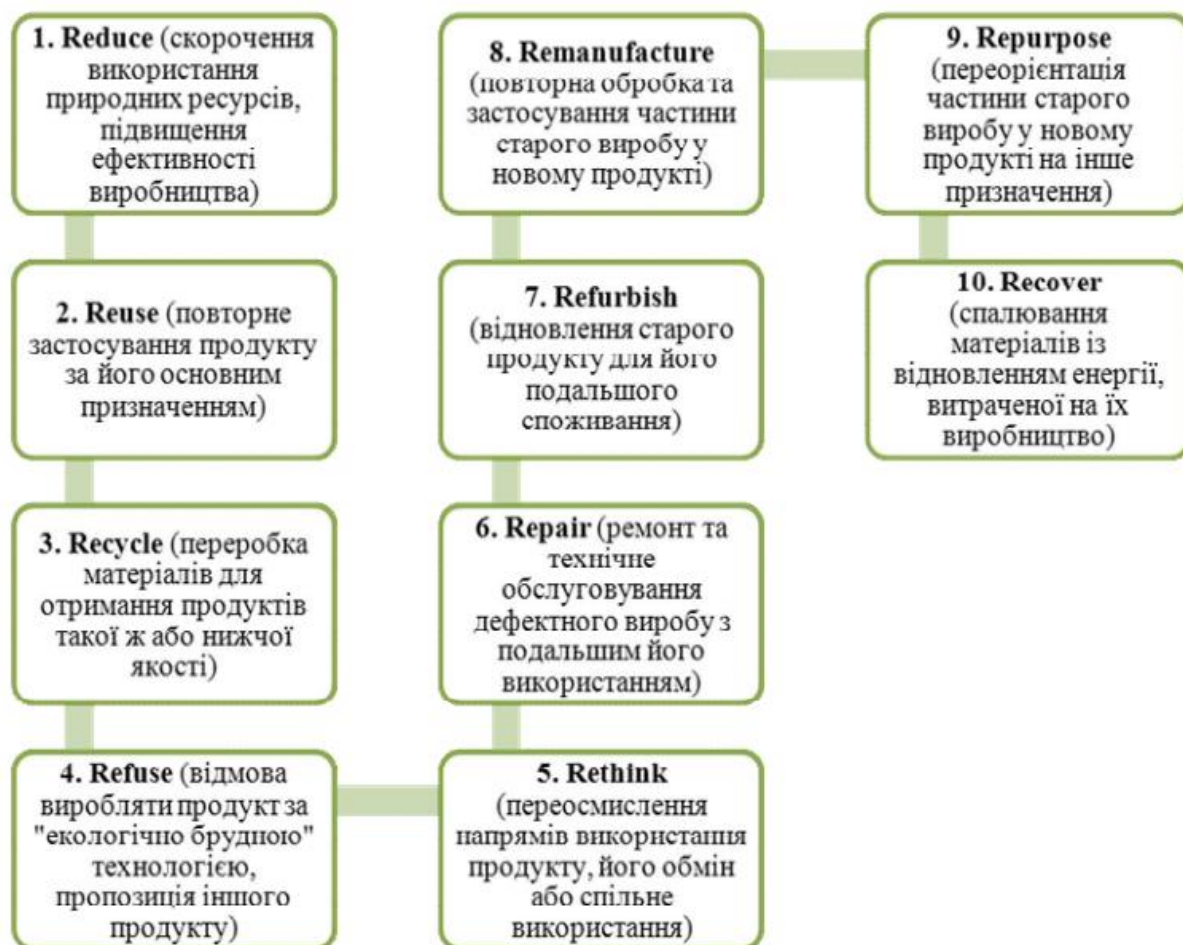 1. Reduce (скорочення
використання
природних ресурсів,
підвищення
ефективності
виробництва)
2. Reuse (повторне
застосування продукту
за його основним
призначенням)
3. Recycle (переробка
матеріалів для
отримання продуктів
такої ж або нижчої
якості)
4. Refuse (відмова
виробляти продукт за
"екологічно брудною"
технологією,
пропозиція іншого
продукту)
5. Rethink
(переосмислення
напрямів використання
продукту, його обмін
або спільне
використання)
6. Repair (ремонт та
технічне
обслуговування
дефектного виробу з
подальшим його
використанням)
7. Refurbish
(відновлення старого
продукту для його
подальшого
споживання)
8. Remanufacture
(повторна обробка та
застосування частини
старого виробу у
новому продукті)
9. Repurpose
(переорієнтація
частини старого
виробу у новому
продукті на інше
призначення)
10. Recover
(спалювання
матеріалів із
відновленням енергії,
витраченої на їх
виробництво)